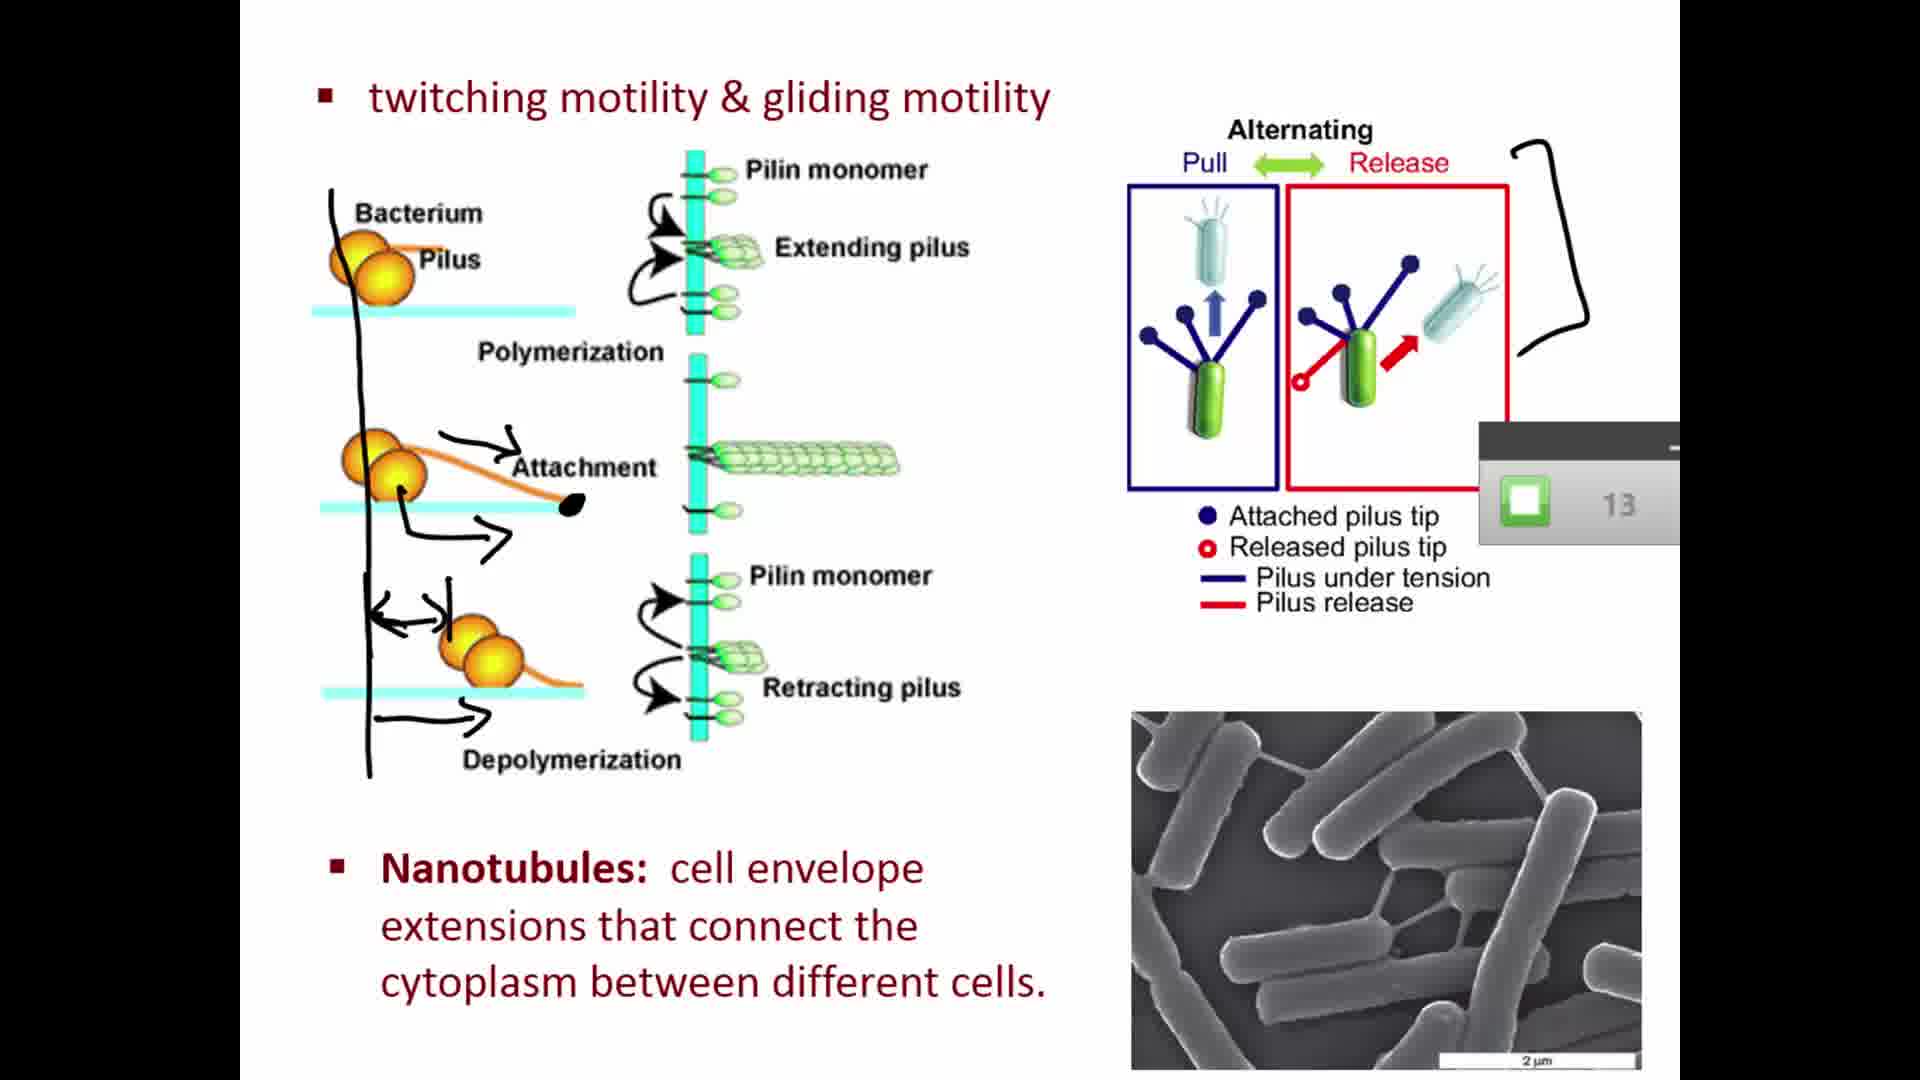 ▪ twitching motility & gliding motility
Bacterium
Pilus
Polymerization
Attachment
Depolymerization
Pilin monomer
Extending pilus
Pilin monomer
Retracting pilus
Alternating
Pull Release
Attached pilus tip
Released pilus tip
Pilus under tension
Pilus release
13
▪ Nanotubules: cell envelope
extensions that connect the
cytoplasm between different cells.
2 µm